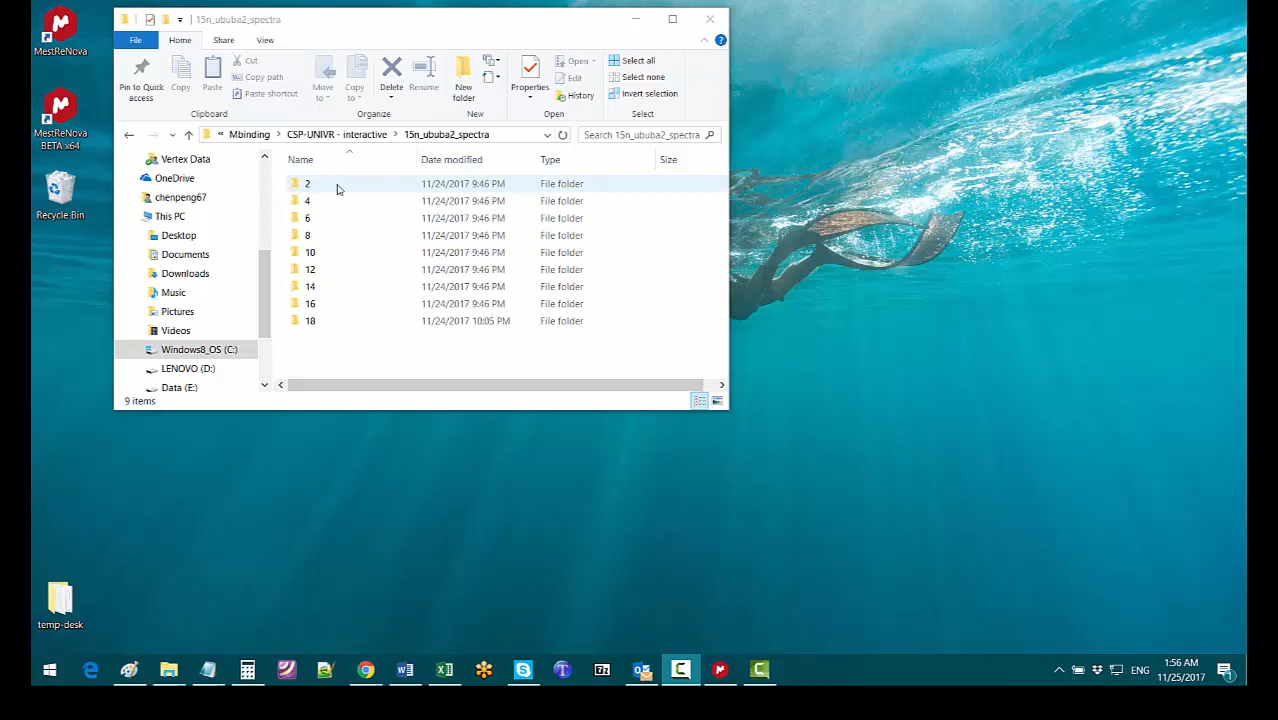 15n_ububa2_spectra
File Home Share View
Pin to Quick access
Copy
Paste
Cut
Copy path
Paste shortcut
Clipboard
Move to
Copy to
Delete
Rename
Organize
New folder
New
Properties
Open
Edit
History
Open
Select all
Select none
Invert selection
Select
« Mbinding > CSP-UNIVR - interactive > 15n_ububa2_spectra
Search 15n_ububa2_spectra
Name Date modified Type Size
2 11/24/2017 9:46 PM File folder
4 11/24/2017 9:46 PM File folder
6 11/24/2017 9:46 PM File folder
8 11/24/2017 9:46 PM File folder
10 11/24/2017 9:46 PM File folder
12 11/24/2017 9:46 PM File folder
14 11/24/2017 9:46 PM File folder
16 11/24/2017 9:46 PM File folder
18 11/24/2017 10:05 PM File folder
Vertex Data
OneDrive
chenpeng67
This PC
Desktop
Documents
Downloads
Music
Pictures
Videos
Windows8_OS (C:)
LENOVO (D:)
Data (E:)
9 items
MestReNova
MestReNova BETA x64
Recycle Bin
temp-desk
ENG
1:56 AM
11/25/2017
1